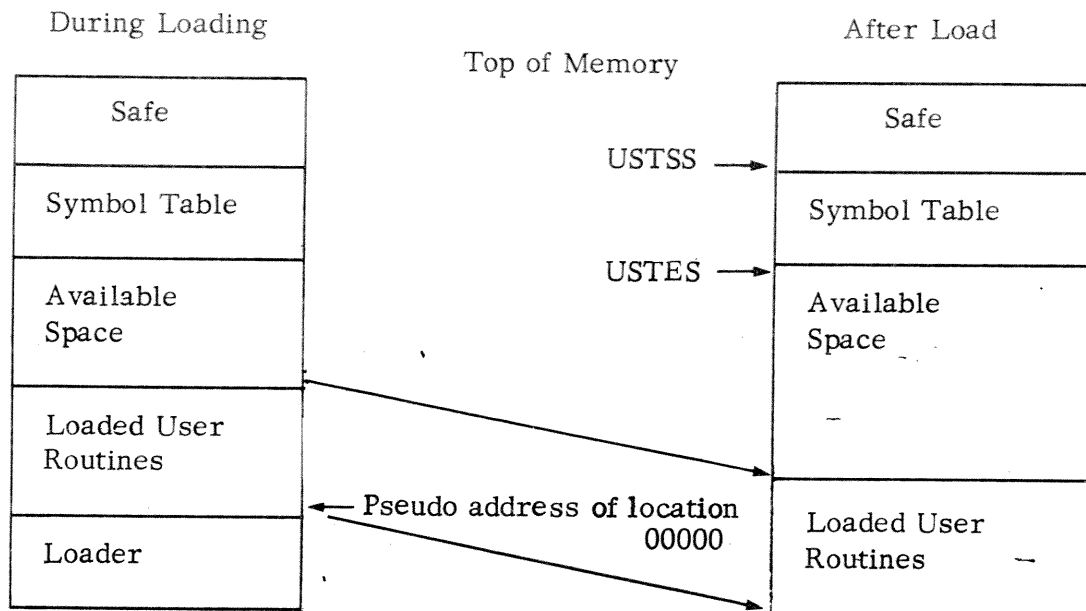 During Loading
Top of Memory
After Load
Safe
Symbol Table
Available
Space
Loaded User
Routines
Loader
USTSS
USTES
Pseudo address of location
00000
Safe
Symbol Table
Available
Space
Loaded User
Routines